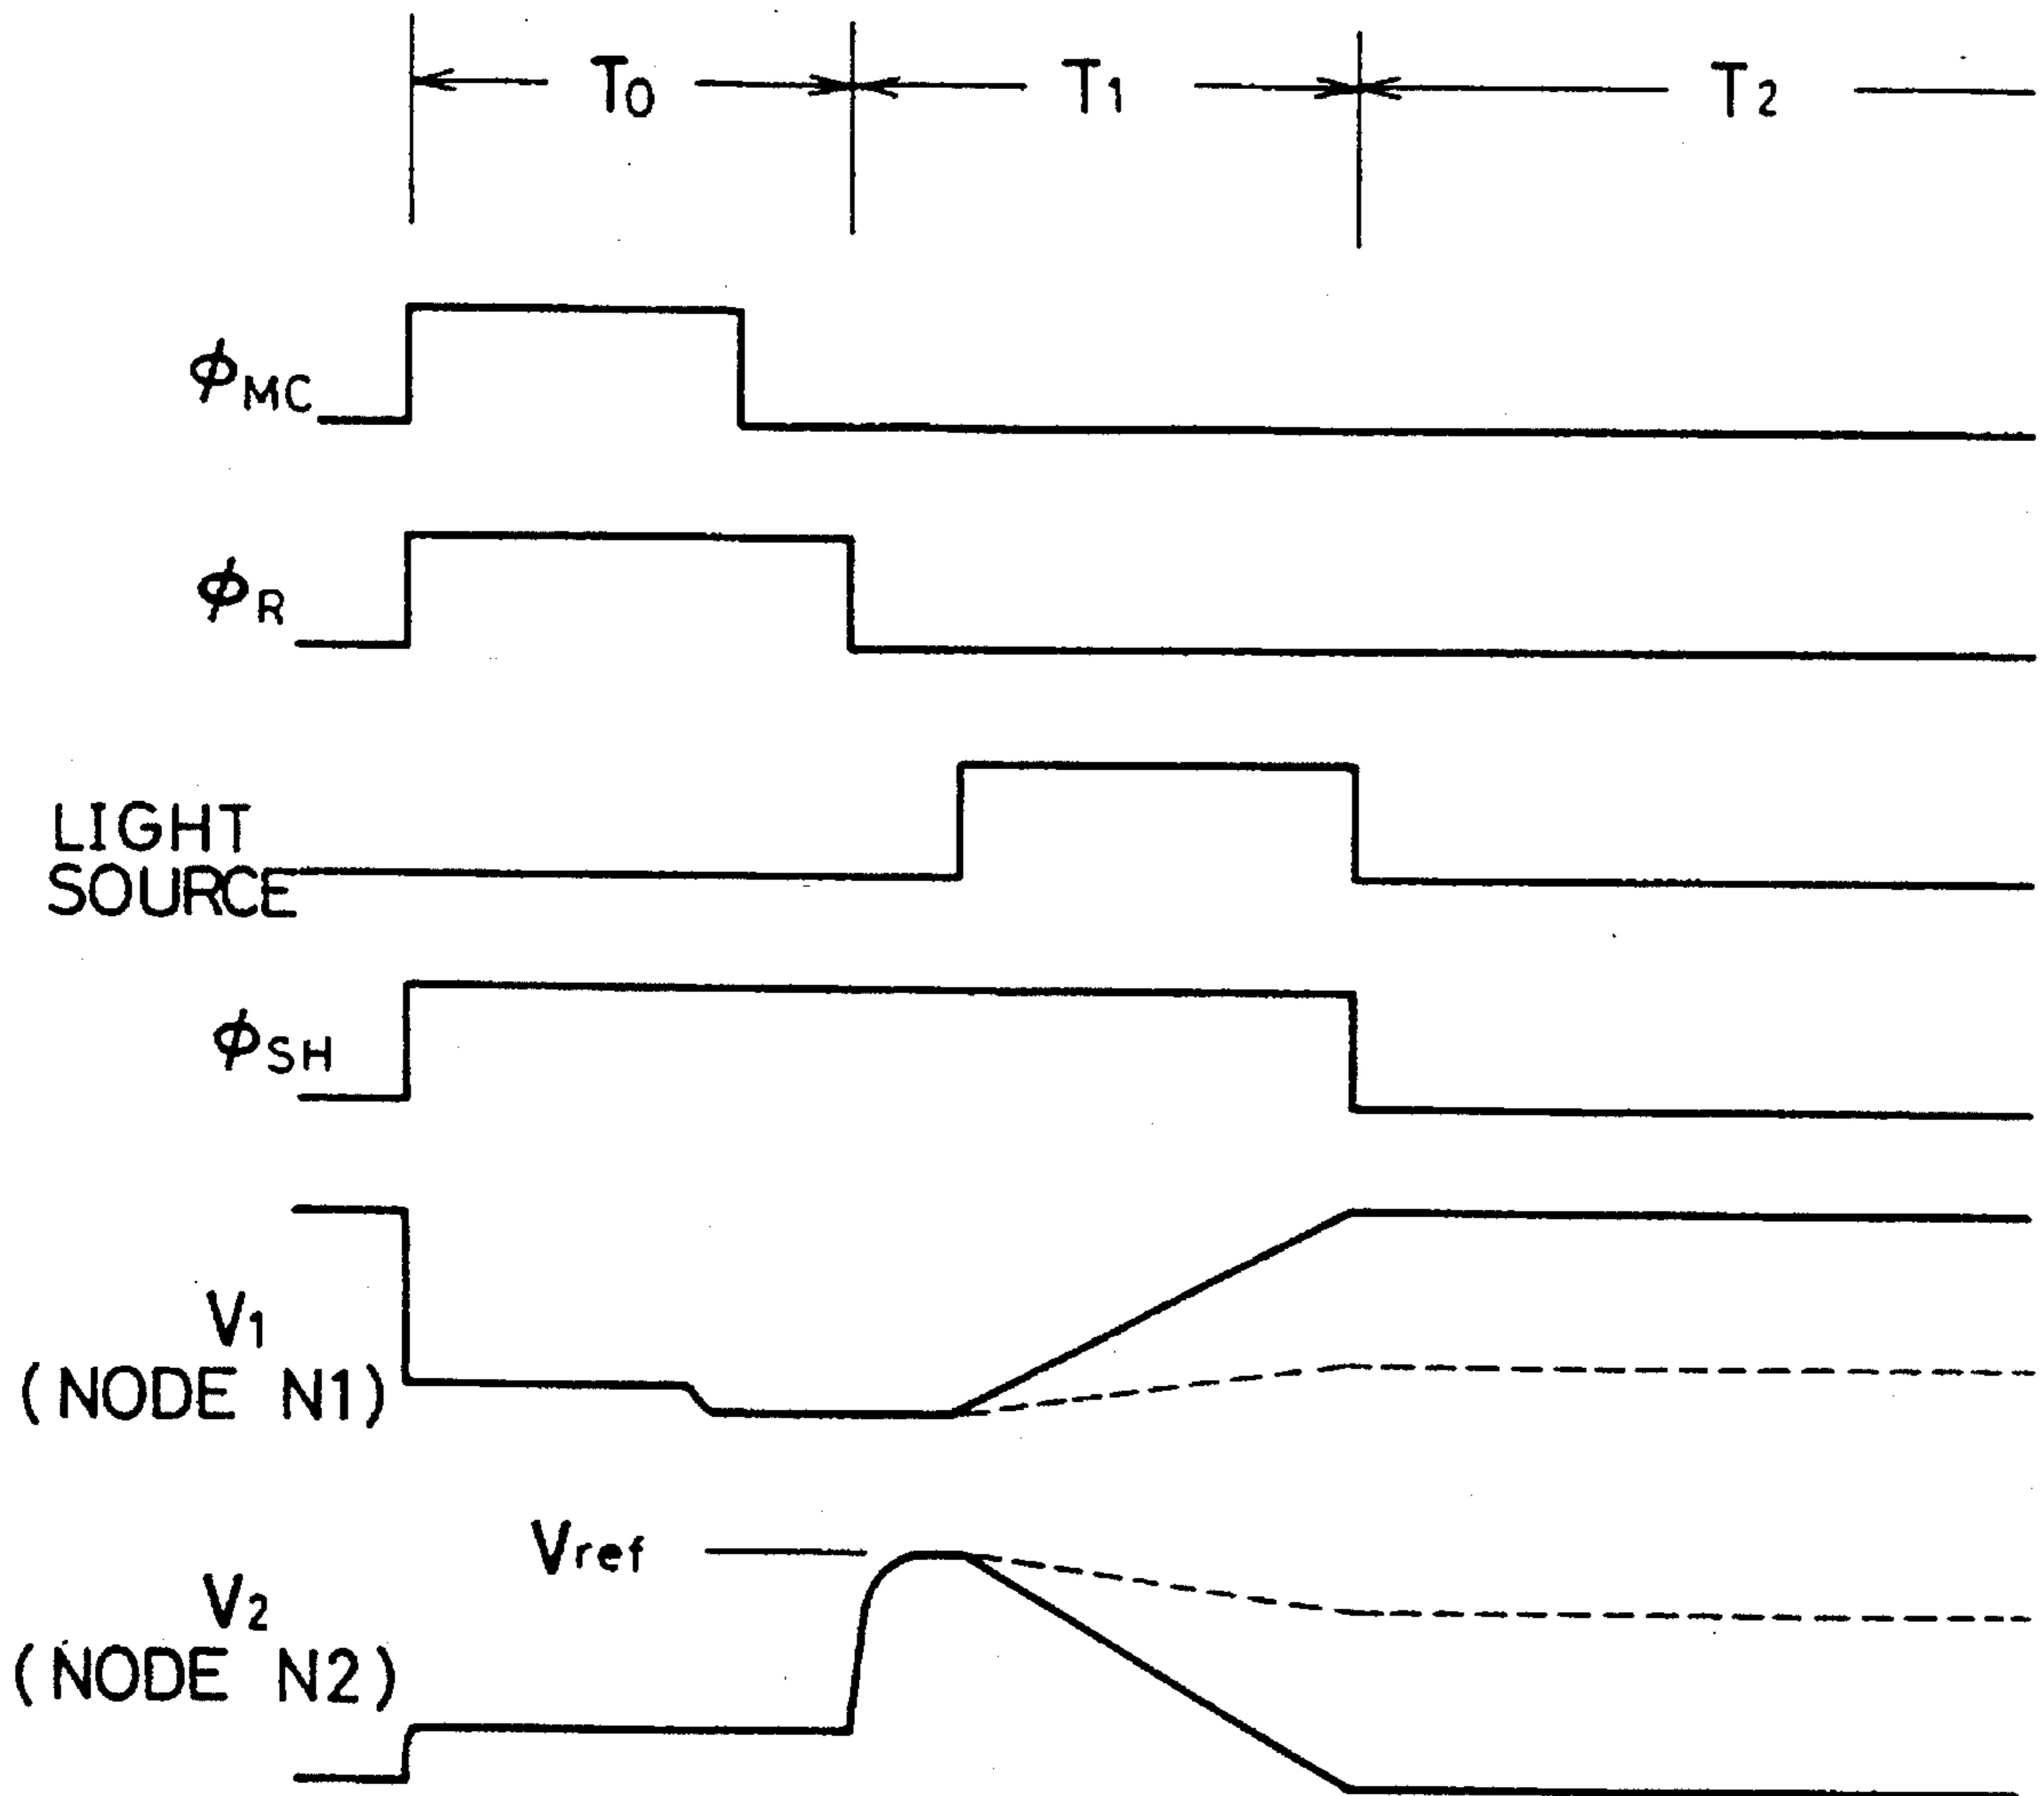 T0 T1 T2
ϕMC
ϕR
LIGHT
SOURCE
ϕSH
V1
(NODE N1)
Vref
V2
(NODE N2)